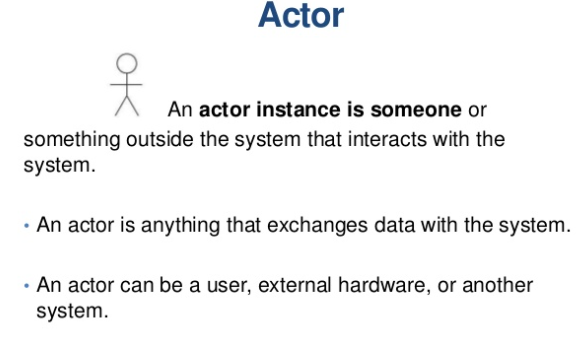 Actor
An actor instance is someone or
something outside the system that interacts with the
system.
• An actor is anything that exchanges data with the system.
• An actor can be a user, external hardware, or another
system.